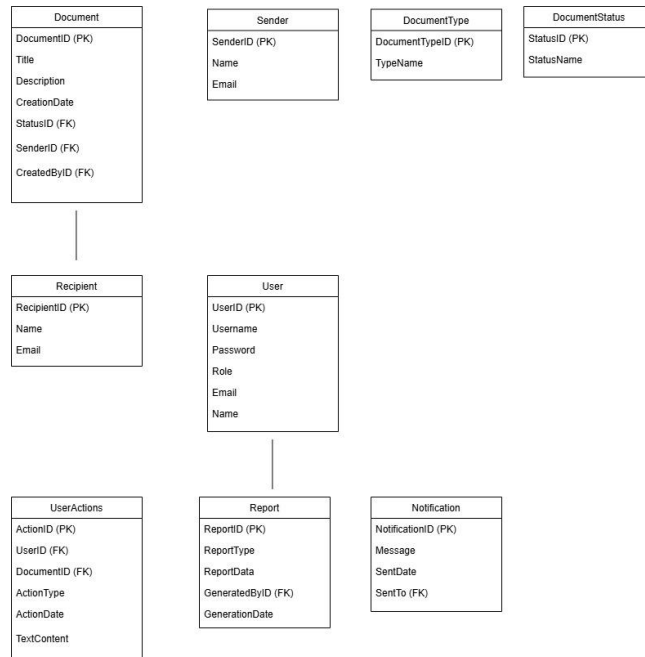 Document
DocumentID (PK)
Title
Description
CreationDate
StatusID (FK)
SenderID (FK)
CreatedByID (FK)
Sender
SenderID (PK)
Name
Email
DocumentType
DocumentTypeID (PK)
TypeName
DocumentStatus
StatusID (PK)
StatusName
Recipient
RecipientID (PK)
Name
Email
User
UserID (PK)
Username
Password
Role
Email
Name
UserActions
ActionID (PK)
UserID (FK)
DocumentID (FK)
ActionType
ActionDate
TextContent
Report
ReportID (PK)
ReportType
ReportData
GeneratedByID (FK)
GenerationDate
Notification
NotificationID (PK)
Message
SentDate
SentTo (FK)